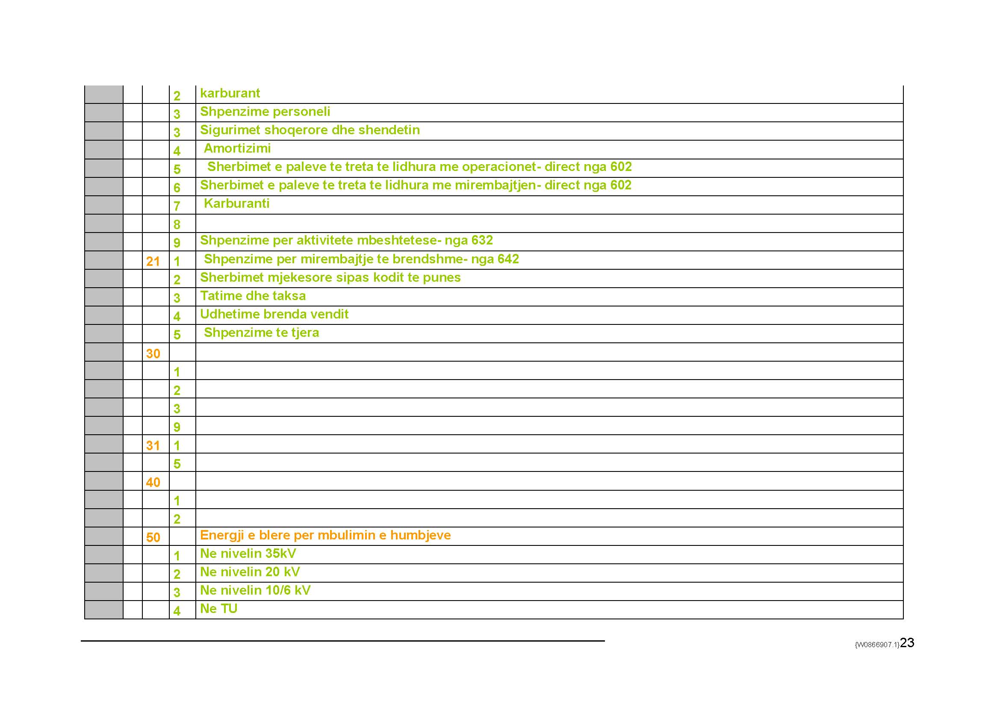 2 karburant
3 Shpenzime personeli
3 Sigurimet shoqerore dhe shendetin
4 Amortizimi
5 Sherbimet e paleve te treta te lidhura me operacionet- direct nga 602
6 Sherbimet e paleve te treta te lidhura me mirembajtjen- direct nga 602
7 Karburanti
8
9 Shpenzime per aktivitete mbeshtetese- nga 632
21 1 Shpenzime per mirembajtje te brendshme- nga 642
2 Sherbimet mjekesore sipas kodit te punes
3 Tatime dhe taksa
4 Udhetime brenda vendit
5 Shpenzime te tjera
30
1
2
3
9
31 1
5
40
1
2
50 Energji e blere per mbulimin e humbjeve
1 Ne nivelin 35kV
2 Ne nivelin 20 kV
3 Ne nivelin 10/6 kV
4 Ne TU
{W0866907.1}23